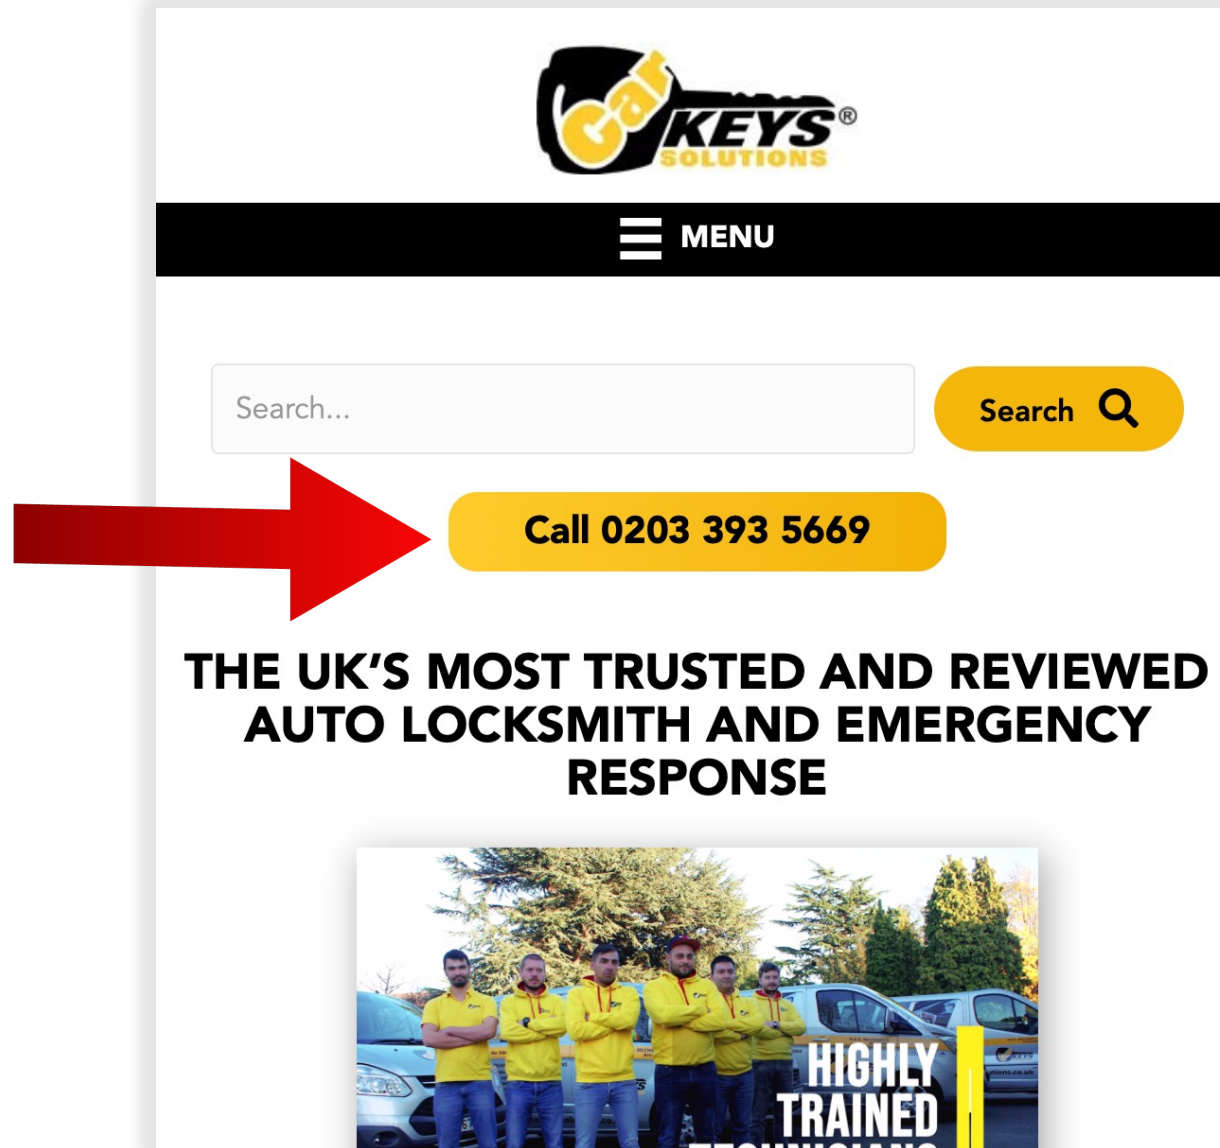 Car
KEYS®
SOLUTIONS
MENU
Search...
Search
Call 0203 393 5669
THE UK’S MOST TRUSTED AND REVIEWED
AUTO LOCKSMITH AND EMERGENCY
RESPONSE
HIGHLY
TRAINED
TECHNICIANS